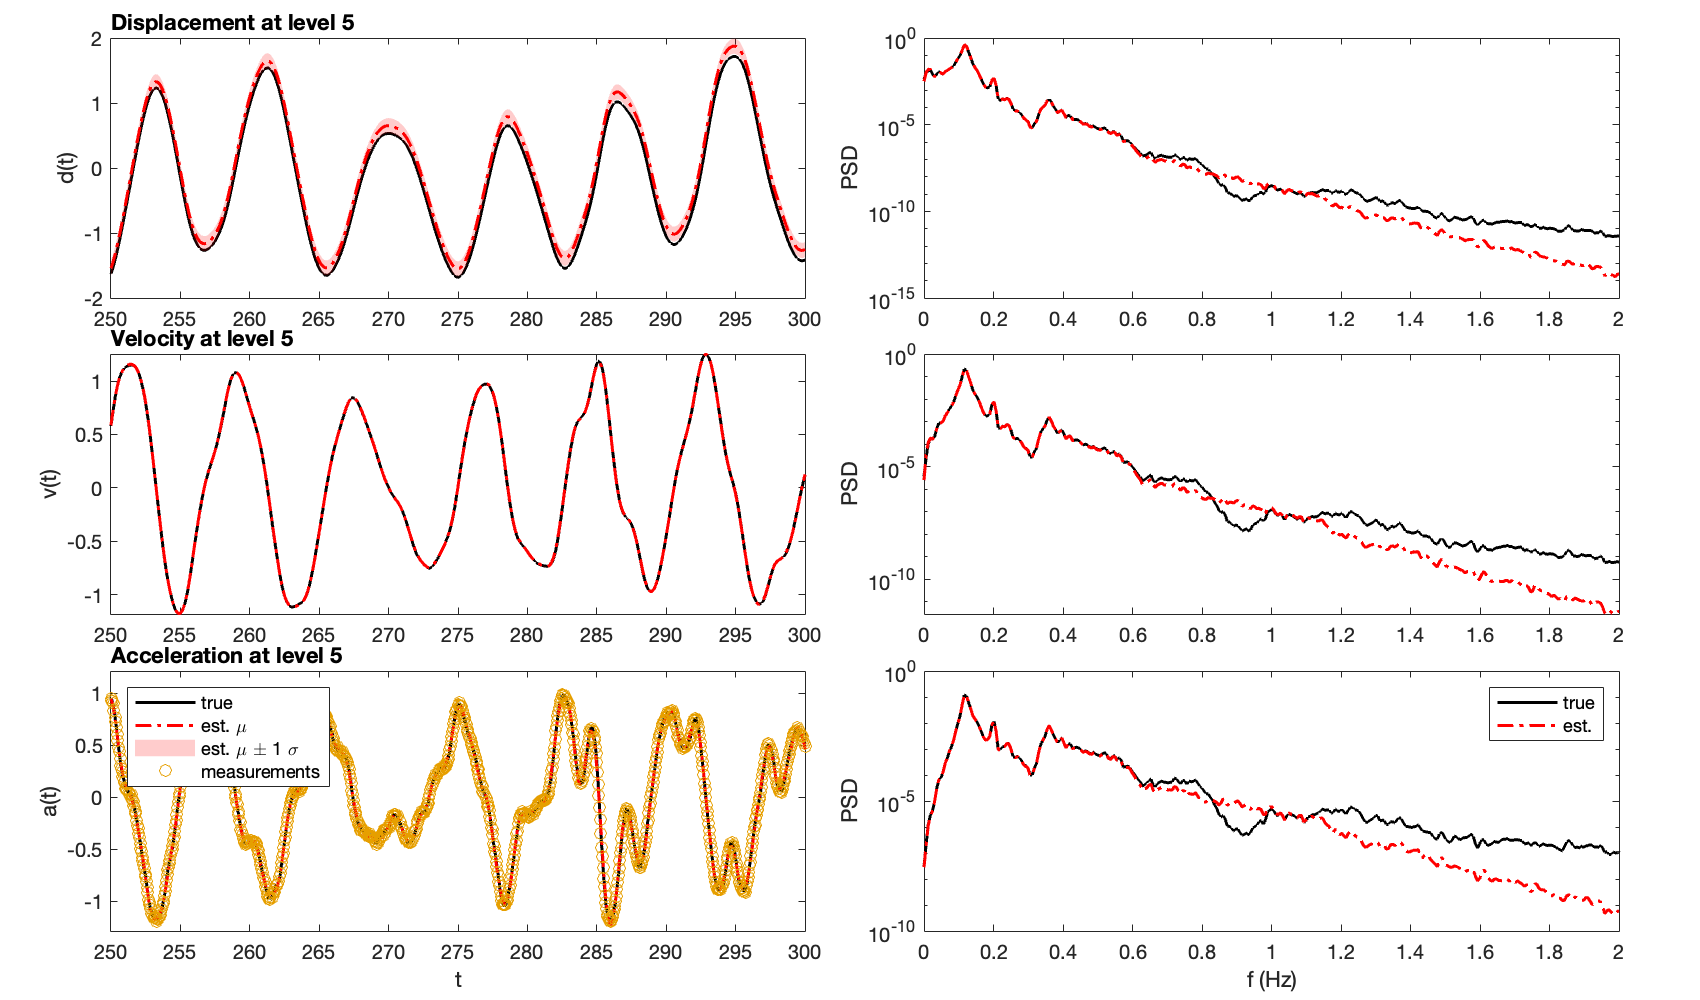 Displacement at level 5
d(t)
2
1
0
-1
-2
250 255 260 265 270 275 280 285 290 295 300
PSD
10^0
10^-5
10^-10
10^-15
0 0.2 0.4 0.6 0.8 1 1.2 1.4 1.6 1.8 2
Velocity at level 5
v(t)
1
0.5
0
-0.5
-1
250 255 260 265 270 275 280 285 290 295 300
PSD
10^0
10^-5
10^-10
0 0.2 0.4 0.6 0.8 1 1.2 1.4 1.6 1.8 2
Acceleration at level 5
a(t)
1
0.5
0
-0.5
-1
true
est. μ
est. μ ± 1 σ
measurements
250 255 260 265 270 275 280 285 290 295 300
t
PSD
10^0
10^-5
10^-10
true
est.
0 0.2 0.4 0.6 0.8 1 1.2 1.4 1.6 1.8 2
f (Hz)